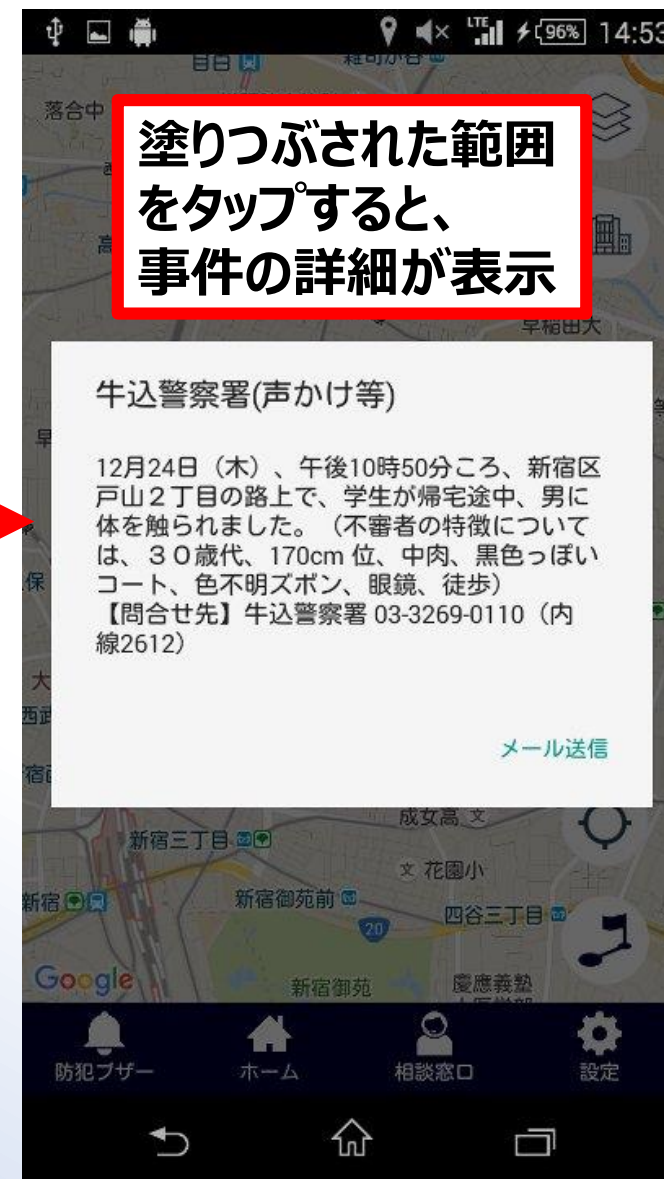 96% 14:53
LTE
目白
雑司が谷
落合中
塗りつぶされた範囲
をタップすると、
事件の詳細が表示
早稲田大
牛込警察署(声かけ等)
12月24日（木）、午後10時50分ころ、新宿区
戸山２丁目の路上で、学生が帰宅途中、男に
体を触られました。（不審者の特徴について
は、３０歳代、170cm 位、中肉、黒色っぽい
コート、色不明ズボン、眼鏡、徒歩）
【問合せ先】牛込警察署 03-3269-0110（内
線2612）
メール送信
成女高 文
新宿三丁目
文 花園小
新宿
新宿御苑前
四谷三丁目
20
Google
新宿御苑
慶應義塾
防犯ブザー
ホーム
相談窓口
設定